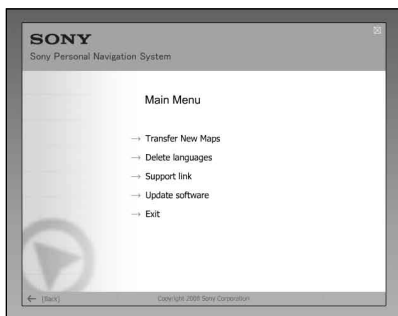 SONY
Sony Personal Navigation System
Main Menu
→ Transfer New Maps
→ Delete languages
→ Support link
→ Update software
→ Exit
← [Back]
Copyright 2008 Sony Corporation